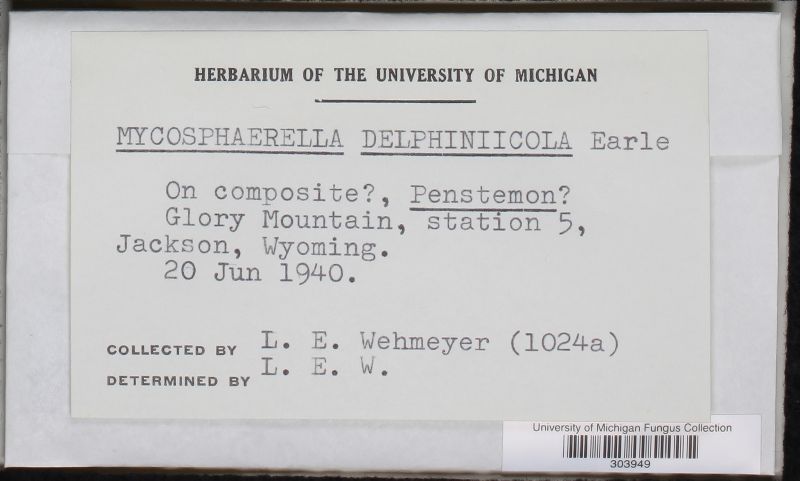 HERBARIUM OF THE UNIVERSITY OF MICHIGAN
MYCOSPHAERELLA DELPHINIICOLA Earle
On composite?, Penstemon?
Glory Mountain, station 5,
Jackson, Wyoming.
20 Jun 1940.
COLLECTED BY L. E. Wehmeyer (1024a)
DETERMINED BY L. E. W.
University of Michigan Fungus Collection
303949